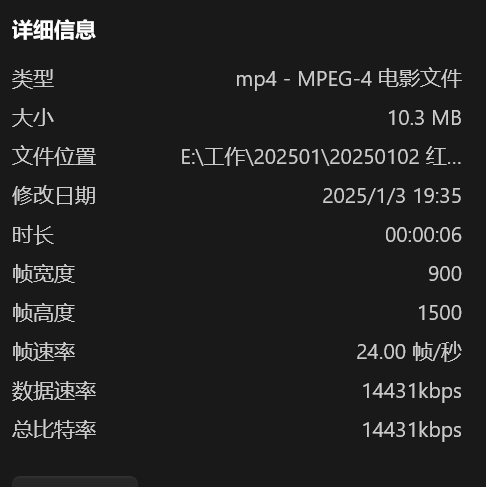 详细信息
类型 mp4 - MPEG-4 电影文件
大小 10.3 MB
文件位置 E:\工作\202501\20250102 红...
修改日期 2025/1/3 19:35
时长 00:00:06
帧宽度 900
帧高度 1500
帧速率 24.00 帧/秒
数据速率 14431kbps
总比特率 14431kbps